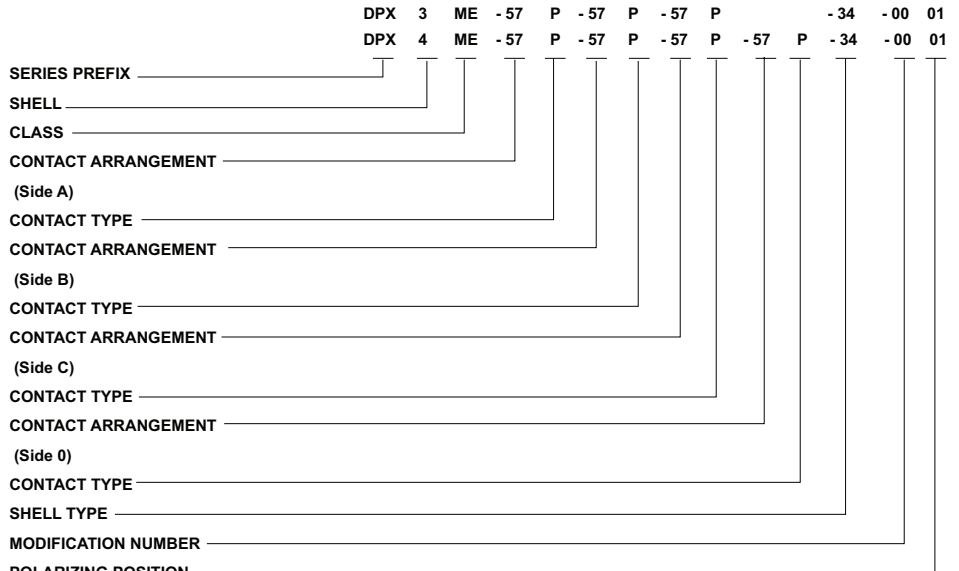 DPX 3 ME - 57 P - 57 P - 57 P - 34 - 00 01
DPX 4 ME - 57 P - 57 P - 57 P - 57 P - 34 - 00 01
SERIES PREFIX
SHELL
CLASS
CONTACT ARRANGEMENT
(Side A)
CONTACT TYPE
CONTACT ARRANGEMENT
(Side B)
CONTACT TYPE
CONTACT ARRANGEMENT
(Side C)
CONTACT TYPE
CONTACT ARRANGEMENT
(Side 0)
CONTACT TYPE
SHELL TYPE
MODIFICATION NUMBER
POLARIZING POSITION